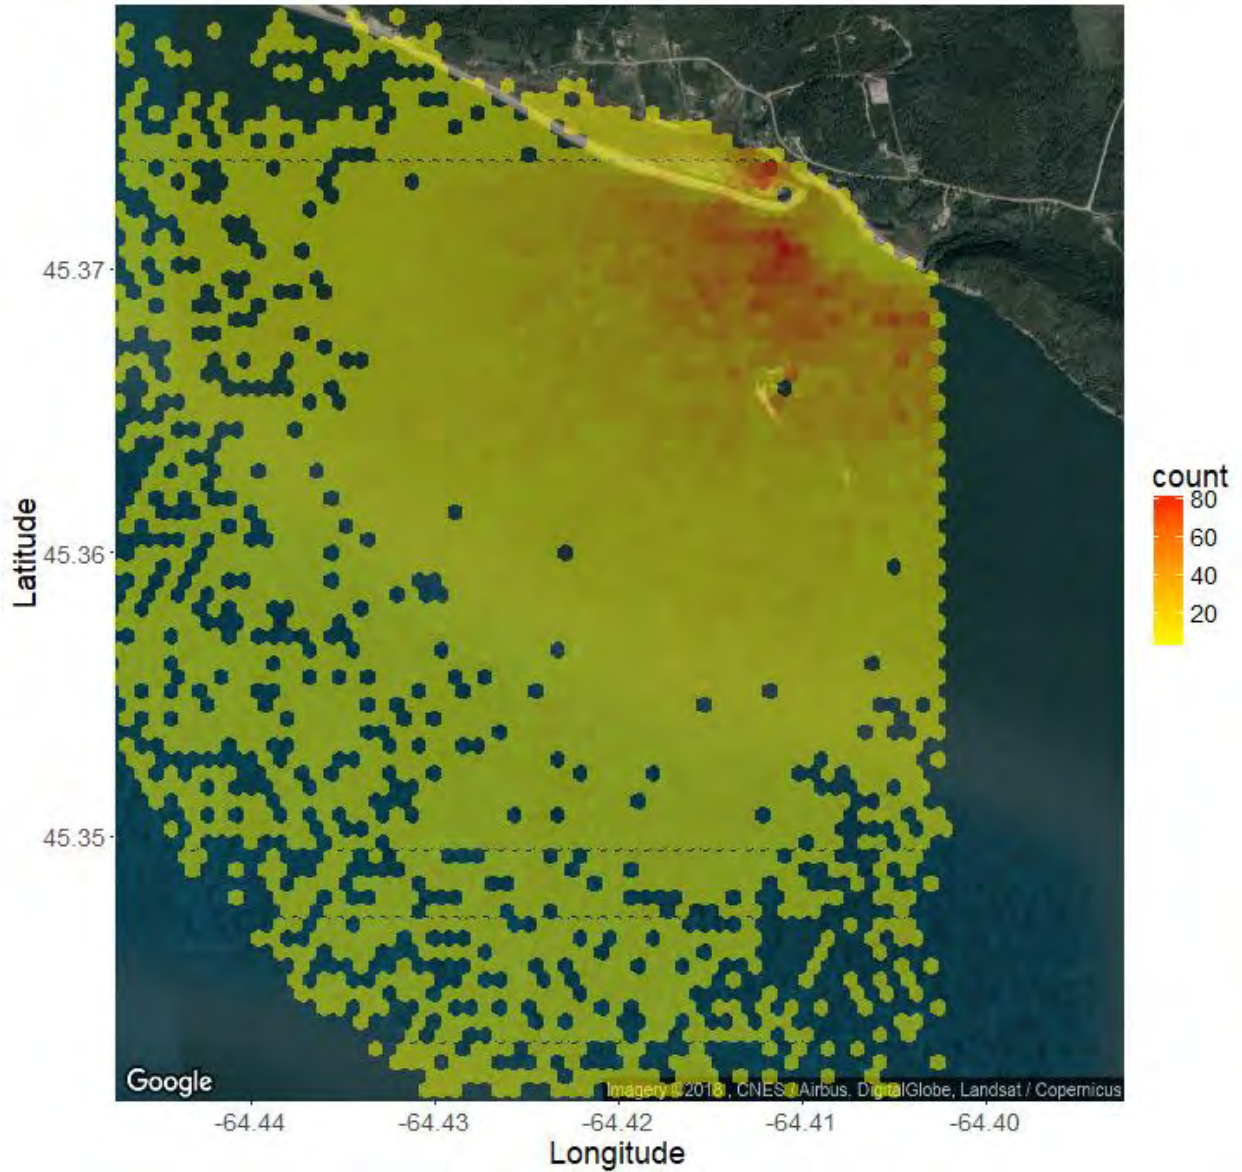 45.37
45.36
45.35
Latitude
-64.44
-64.43
-64.42
-64.41
-64.40
Longitude
count
80
60
40
20
Google
Imagery ©2018 , CNES / Airbus, DigitalGlobe, Landsat / Copernicus